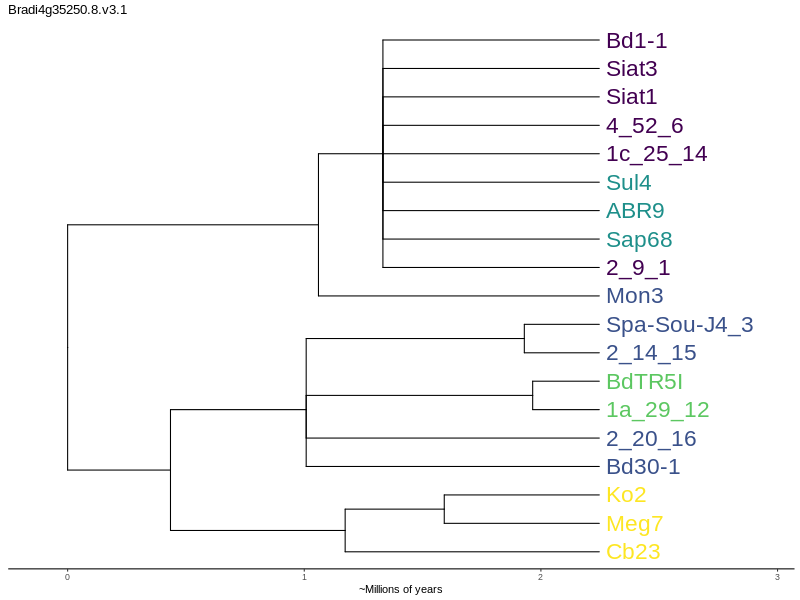 Bradi4g35250.8.v3.1
Bd1-1
Siat3
Siat1
4_52_6
1c_25_14
Sul4
ABR9
Sap68
2_9_1
Mon3
Spa-Sou-J4_3
2_14_15
BdTR5I
1a_29_12
2_20_16
Bd30-1
Ko2
Meg7
Cb23
0 1 2 3
~Millions of years